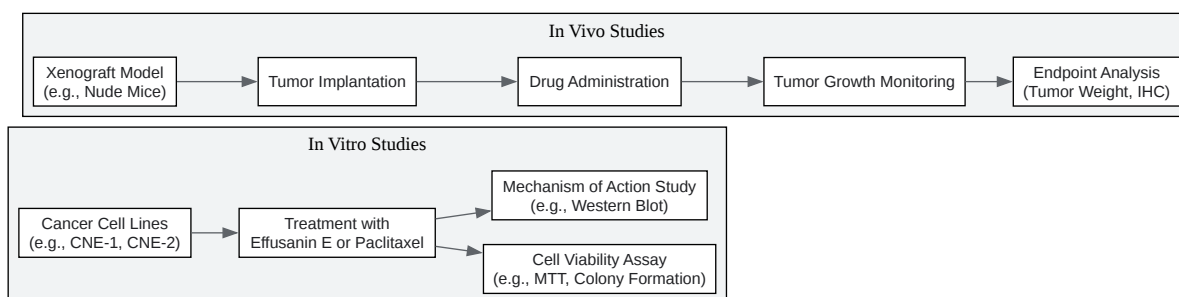 In Vivo Studies
Xenograft Model
(e.g., Nude Mice)
Tumor Implantation
Drug Administration
Tumor Growth Monitoring
Endpoint Analysis
(Tumor Weight, IHC)
In Vitro Studies
Cancer Cell Lines
(e.g., CNE-1, CNE-2)
Treatment with
Effusanin E or Paclitaxel
Mechanism of Action Study
(e.g., Western Blot)
Cell Viability Assay
(e.g., MTT, Colony Formation)